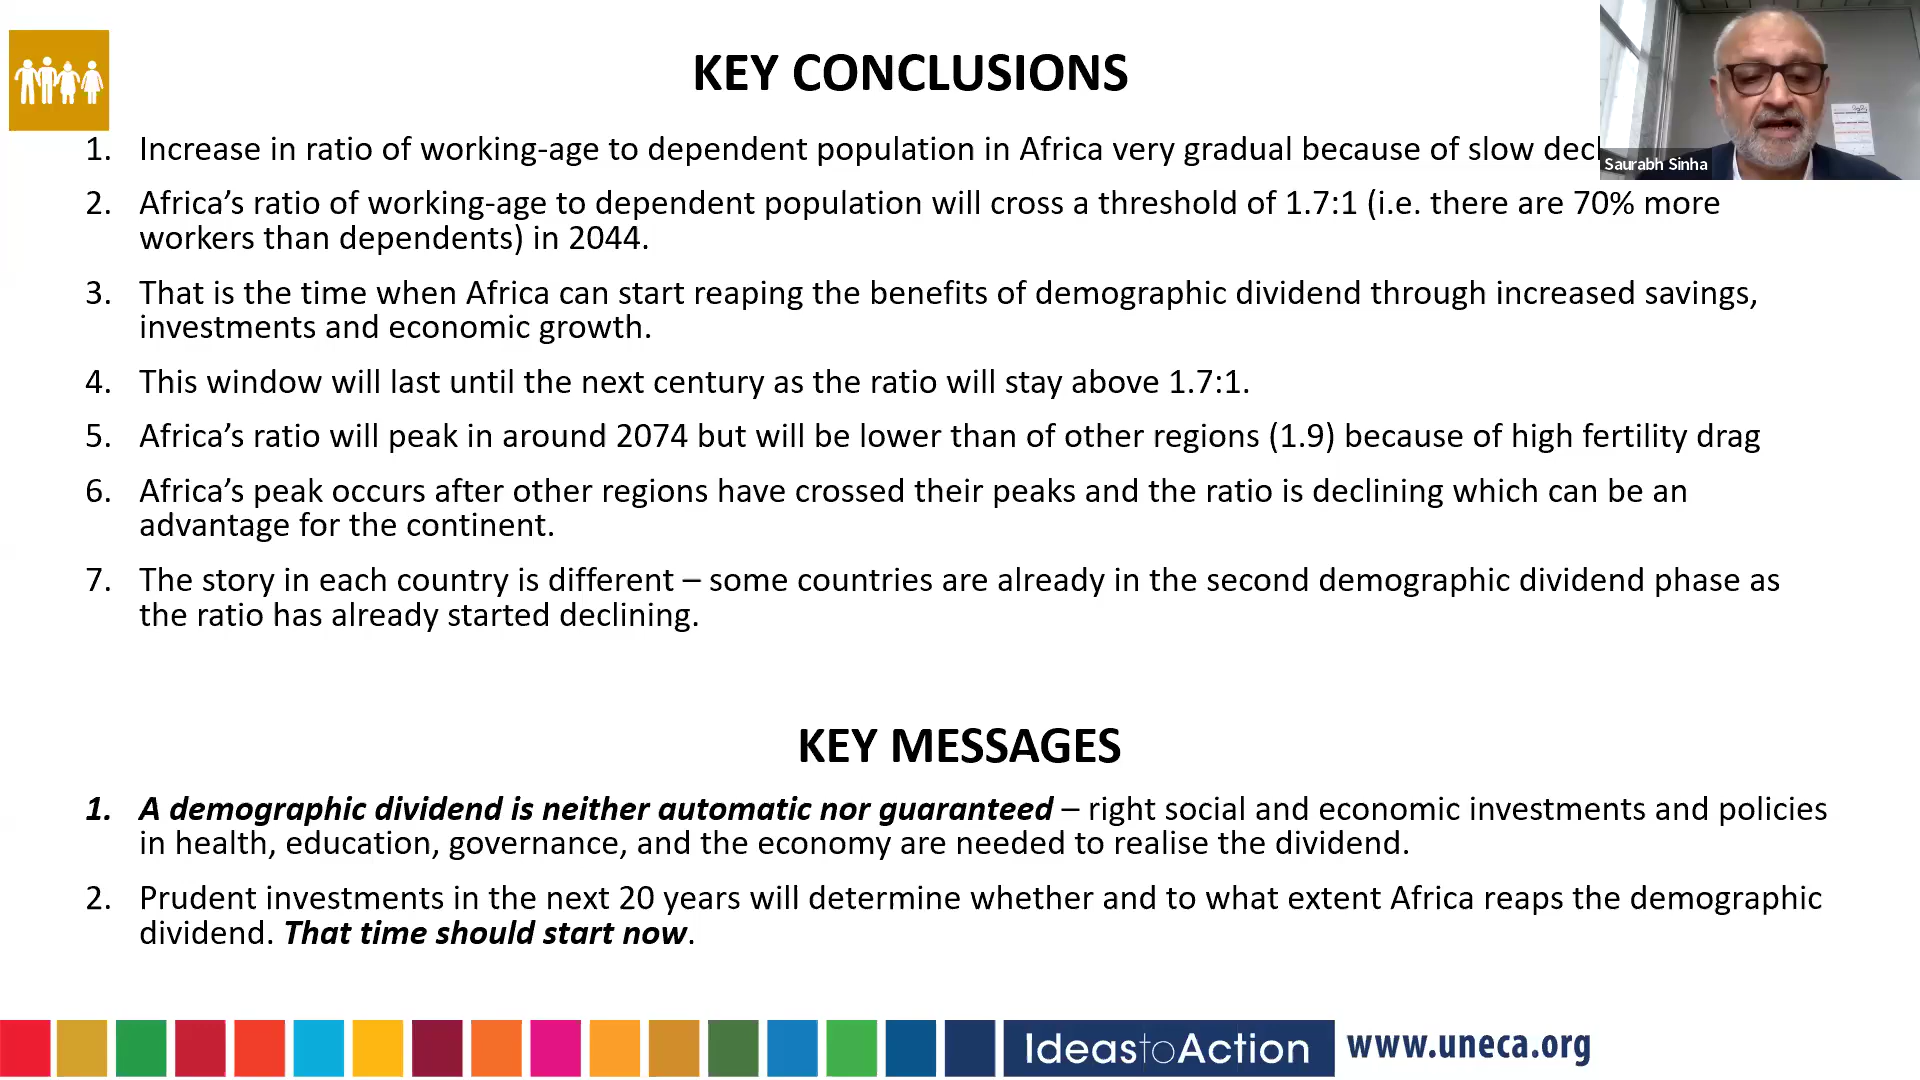 KEY CONCLUSIONS
1. Increase in ratio of working-age to dependent population in Africa very gradual because of slow
Saurabh Sinha
2. Africa’s ratio of working-age to dependent population will cross a threshold of 1.7:1 (i.e. there are 70% more
workers than dependents) in 2044.
3. That is the time when Africa can start reaping the benefits of demographic dividend through increased savings,
investments and economic growth.
4. This window will last until the next century as the ratio will stay above 1.7:1.
5. Africa’s ratio will peak in around 2074 but will be lower than of other regions (1.9) because of high fertility drag
6. Africa’s peak occurs after other regions have crossed their peaks and the ratio is declining which can be an
advantage for the continent.
7. The story in each country is different – some countries are already in the second demographic dividend phase as
the ratio has already started declining.
KEY MESSAGES
1. A demographic dividend is neither automatic nor guaranteed – right social and economic investments and policies
in health, education, governance, and the economy are needed to realise the dividend.
2. Prudent investments in the next 20 years will determine whether and to what extent Africa reaps the demographic
dividend. That time should start now.
IdeastoAction www.uneca.org